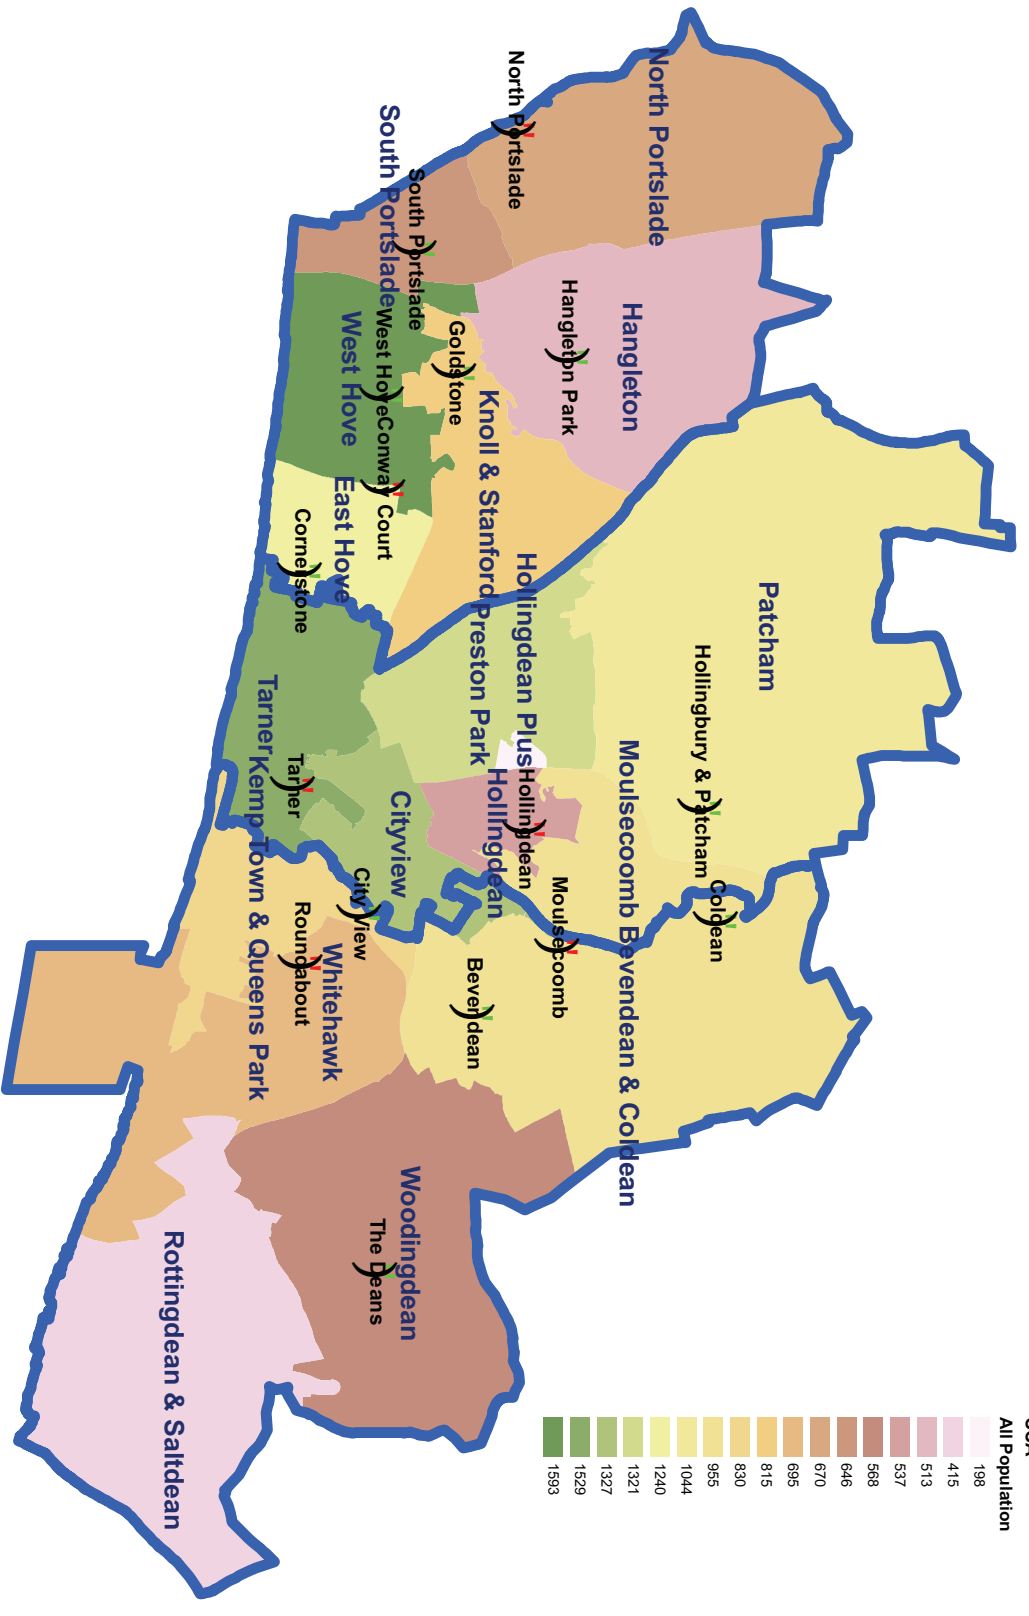 All Population
198
415
513
537
568
646
670
695
815
830
955
1044
1240
1321
1327
1529
1593
North Portslade
North Portslade
South Portslade
South Portslade
Hangleton
Hangleton Park
Goldstone
Knoll & Stanford
West Hove
West Hove
Conway Court
East Hove
Cornerstone
Patcham
Hollingbury & Patcham
Hollingdean Plus
Preston Park
Hollingdean
Hollingdean
Moulsecoomb Bevendean & Coldean
Coldean
Moulsecoomb
Bevendean
Cityview
City View
Tarner
Tarner
Kemp Town & Queens Park
Whitehawk
Roundabout
Woodingdean
The Deans
Rottingdean & Saltdean